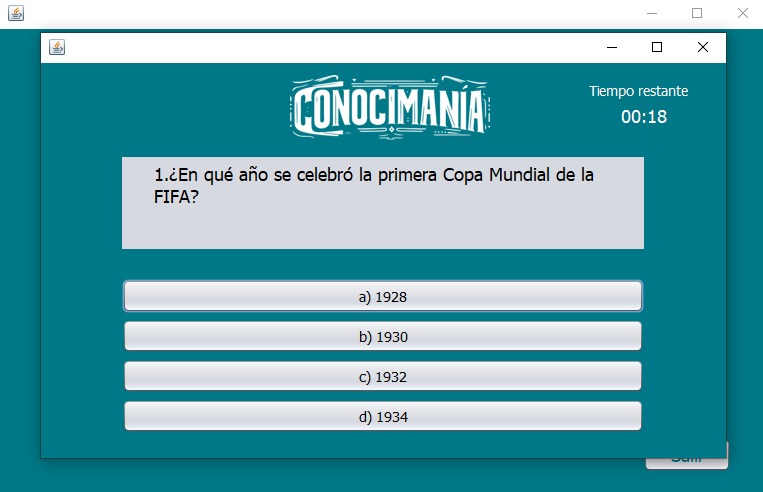 CONOCIMANÍA
Tiempo restante
00:18
1.¿En qué año se celebró la primera Copa Mundial de la
FIFA?
a) 1928
b) 1930
c) 1932
d) 1934
Salir